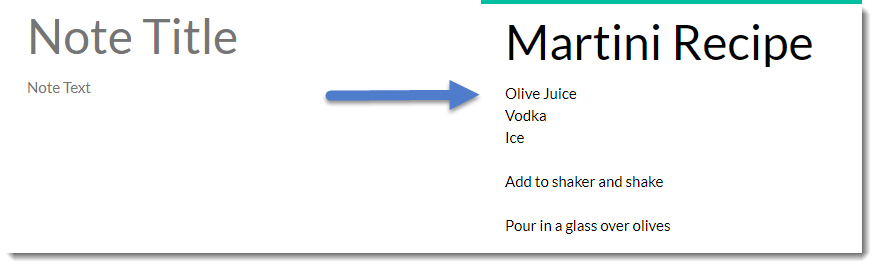 Note Title
Note Text
Martini Recipe
Olive Juice
Vodka
Ice
Add to shaker and shake
Pour in a glass over olives